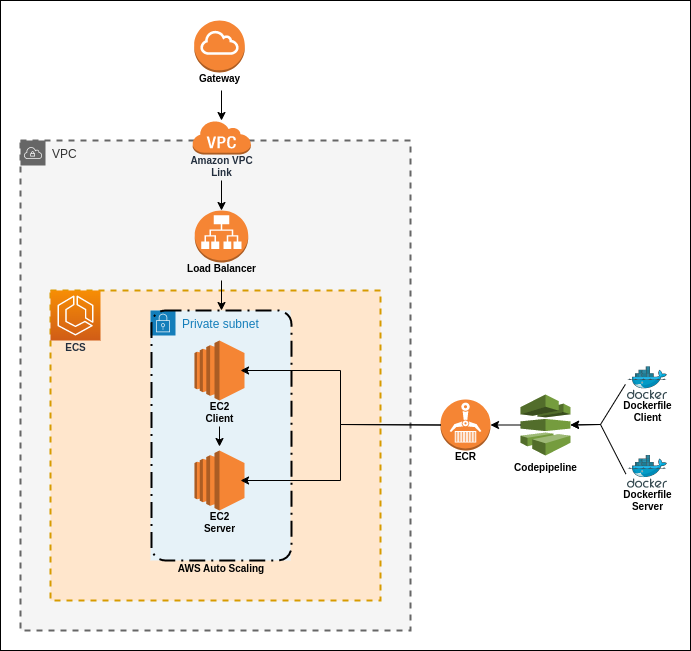 Gateway
VPC
Amazon VPC
Link
VPC
Load Balancer
ECS
Private subnet
EC2
Client
EC2
Server
AWS Auto Scaling
ECR
Codepipeline
docker
Dockerfile
Client
docker
Dockerfile
Server